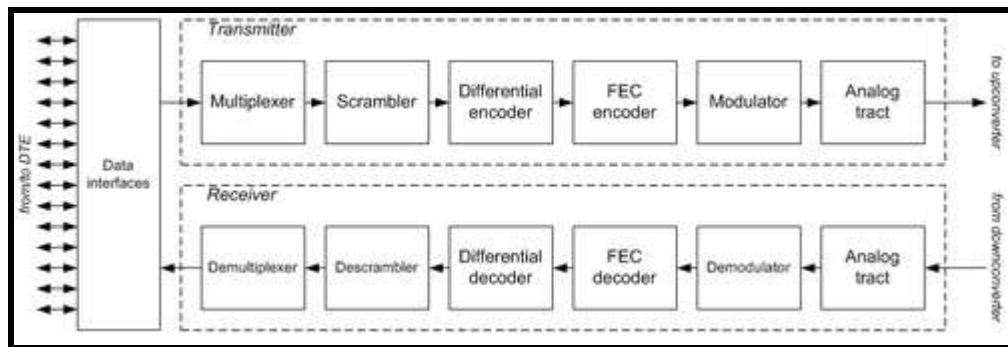 from/to DTE
Data
interfaces
Transmitter
Multiplexer
Scrambler
Differential
encoder
FEC
encoder
Modulator
Analog
tract
to upconverter
Receiver
Demultiplexer
Descrambler
Differential
decoder
FEC
decoder
Demodulator
Analog
tract
from downconverter